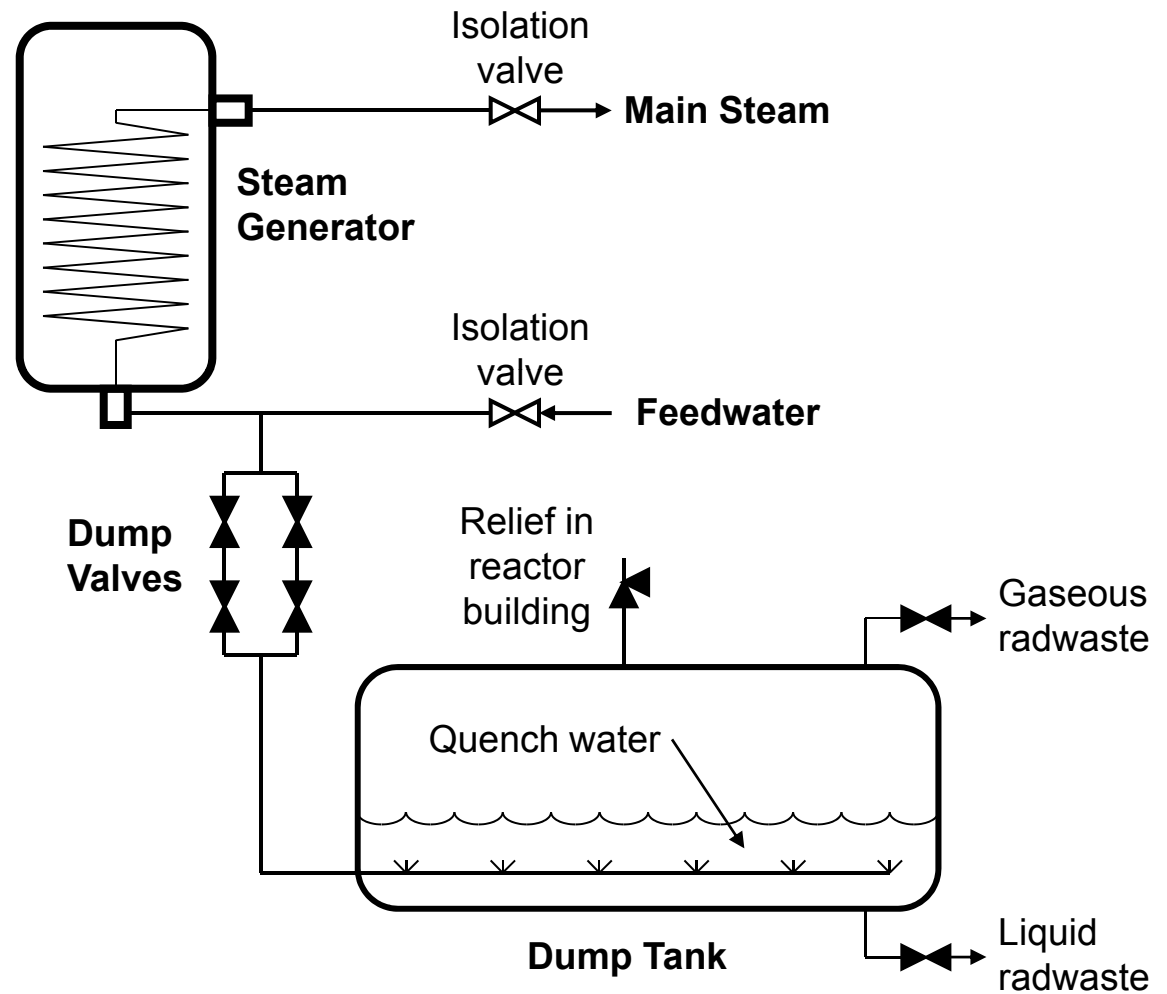 Isolation
valve
Main Steam
Steam
Generator
Isolation
valve
Feedwater
Dump
Valves
Relief in
reactor
building
Gaseous
radwaste
Quench water
Dump Tank
Liquid
radwaste